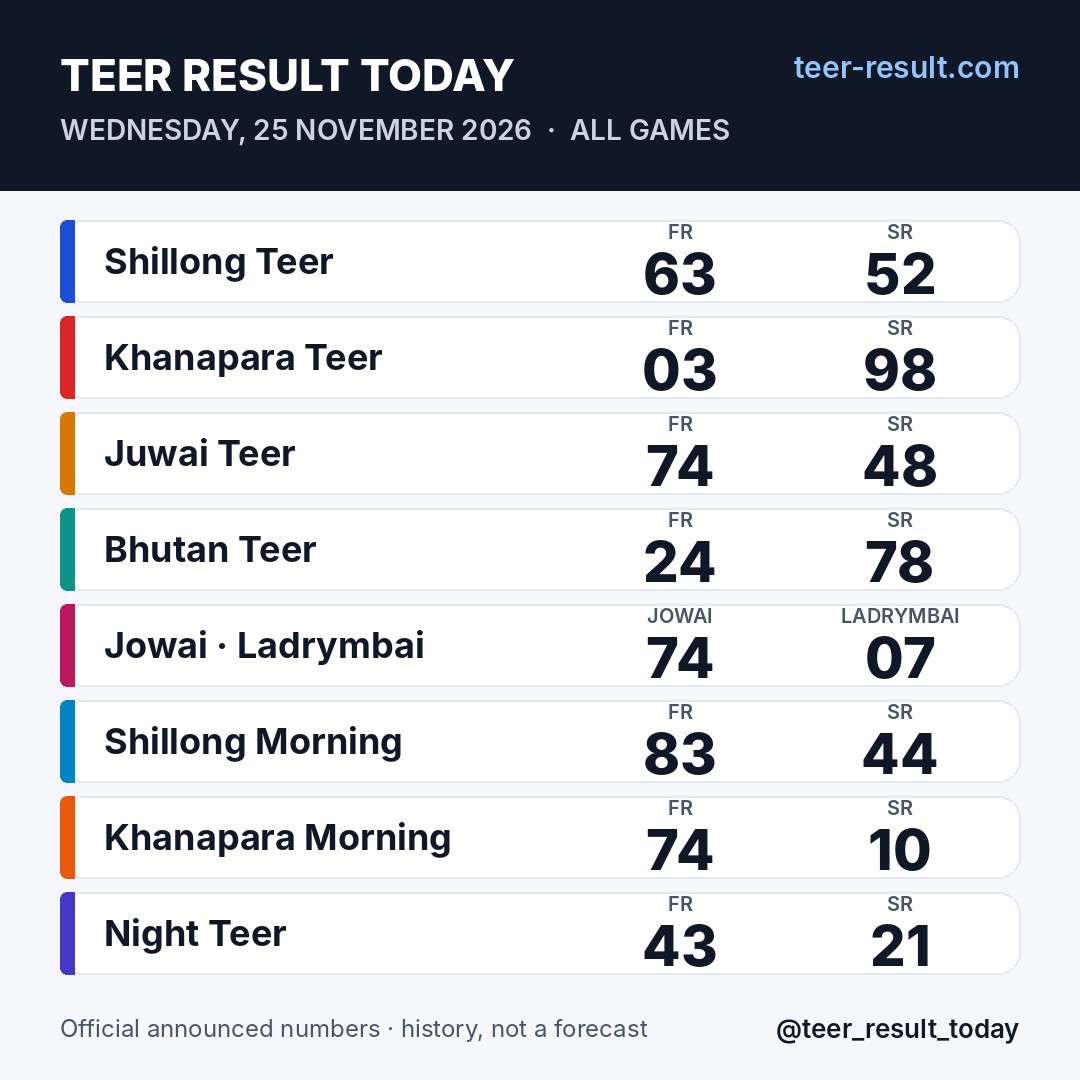 TEER RESULT TODAY
teer-result.com
WEDNESDAY, 25 NOVEMBER 2026 · ALL GAMES
FR SR
Shillong Teer 63 52
FR SR
Khanapara Teer 03 98
FR SR
Juwai Teer 74 48
FR SR
Bhutan Teer 24 78
JOWAI LADRYMBAI
Jowai · Ladrymbai 74 07
FR SR
Shillong Morning 83 44
FR SR
Khanapara Morning 74 10
FR SR
Night Teer 43 21
Official announced numbers · history, not a forecast
@teer_result_today